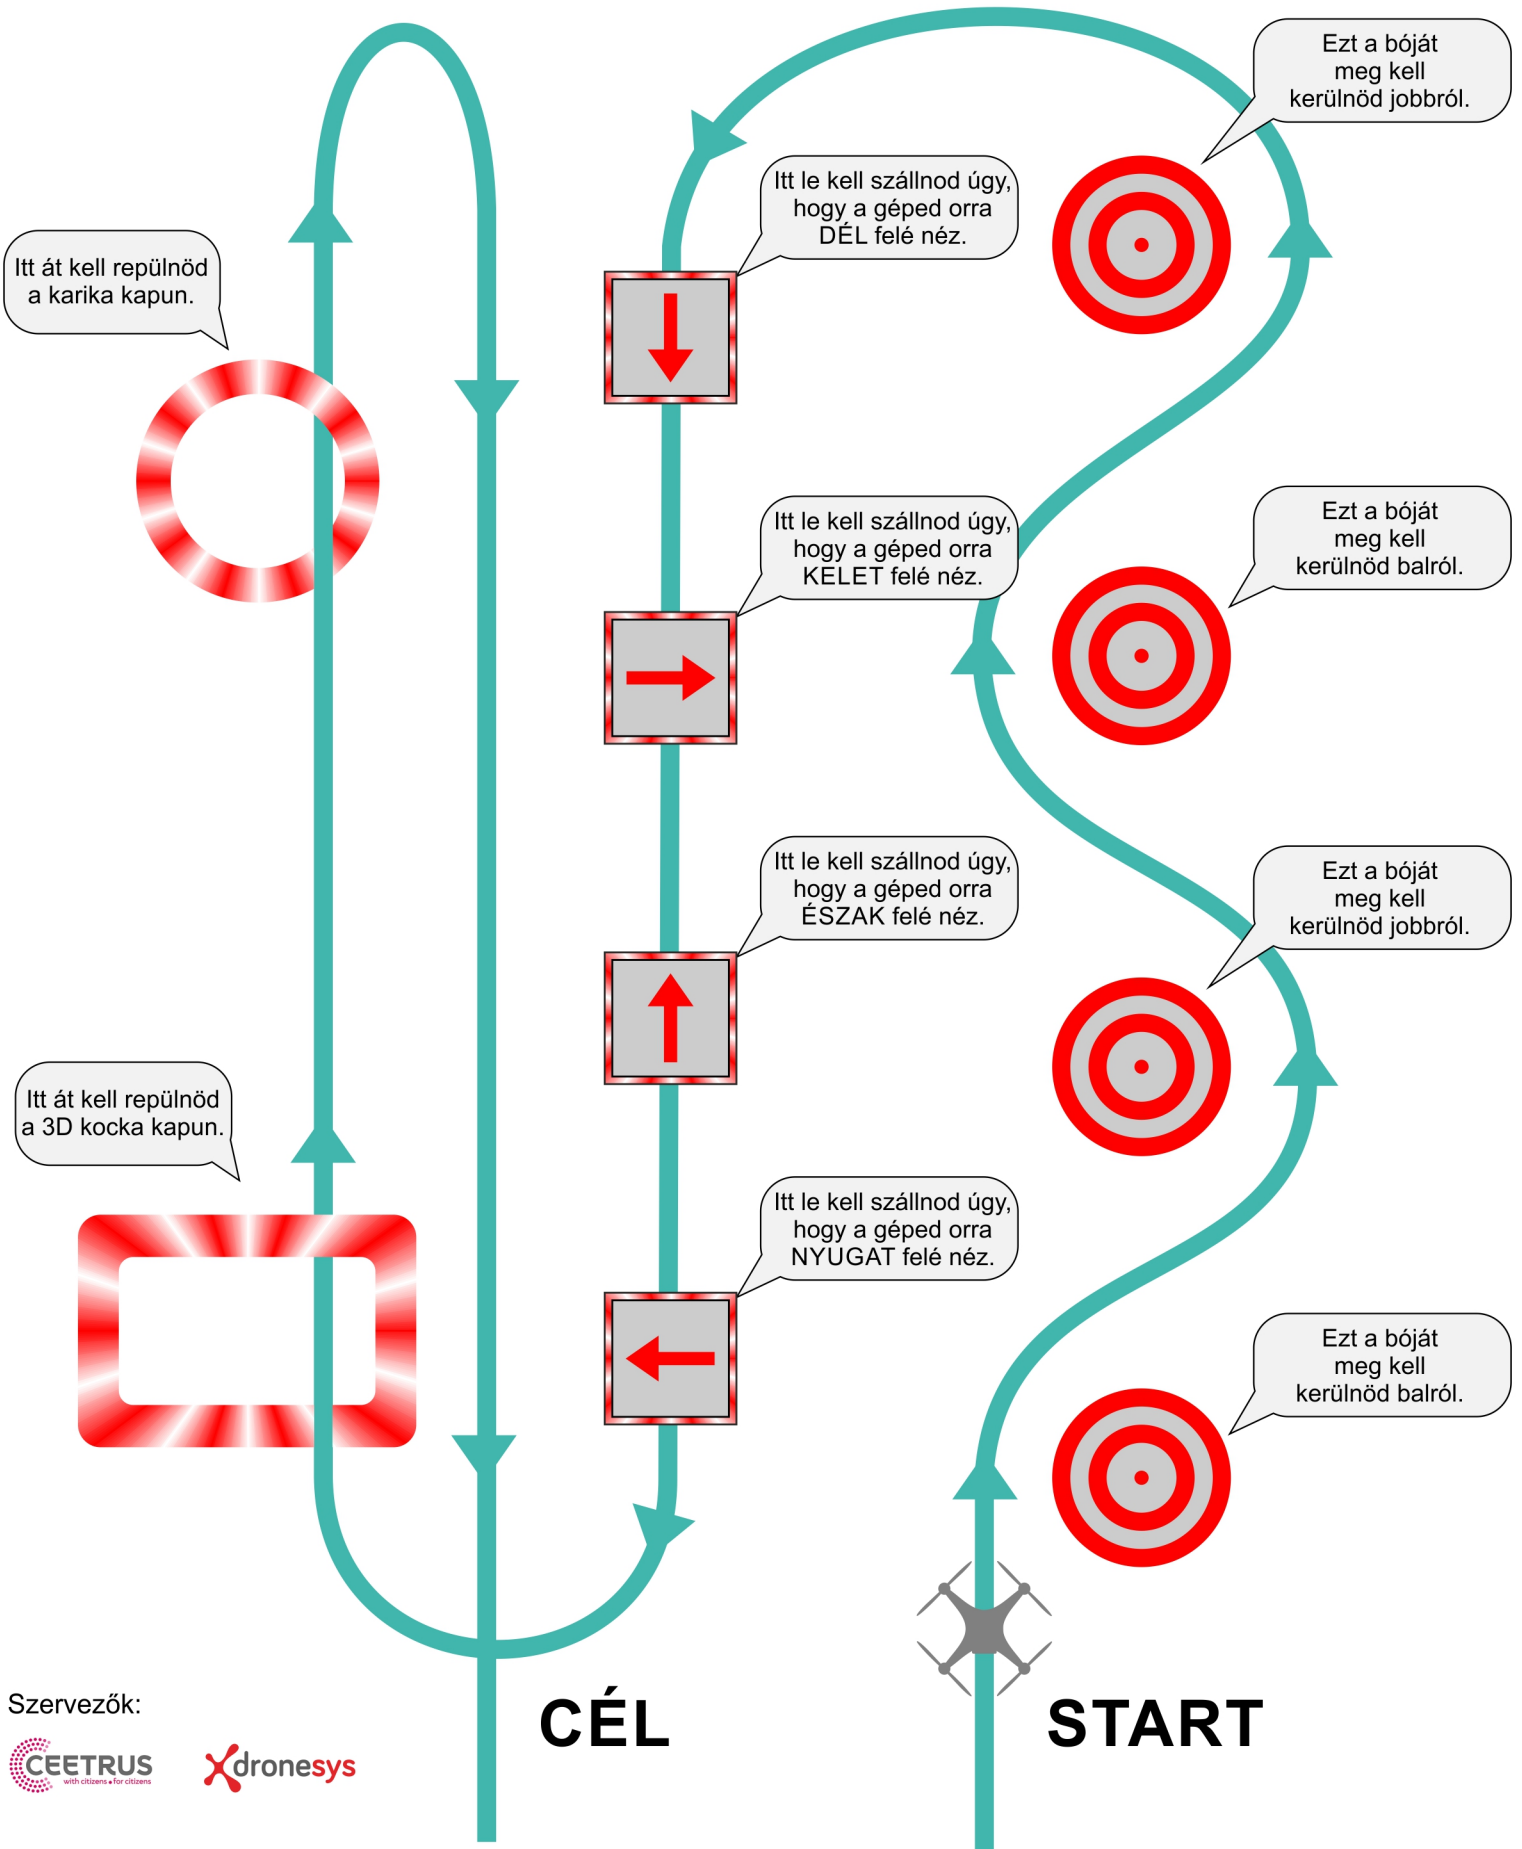 Ezt a bóját
meg kell
kerülnöd jobbról.
Itt le kell szállnod úgy,
hogy a géped orra
DÉL felé néz.
Itt át kell repülnöd
a karika kapun.
Itt le kell szállnod úgy,
hogy a géped orra
KELET felé néz.
Ezt a bóját
meg kell
kerülnöd balról.
Itt le kell szállnod úgy,
hogy a géped orra
ÉSZAK felé néz.
Ezt a bóját
meg kell
kerülnöd jobbról.
Itt át kell repülnöd
a 3D kocka kapun.
Itt le kell szállnod úgy,
hogy a géped orra
NYUGAT felé néz.
Ezt a bóját
meg kell
kerülnöd balról.
Szervezők:
CÉL
START
CEETRUS
with citizens for citizens
dronesys